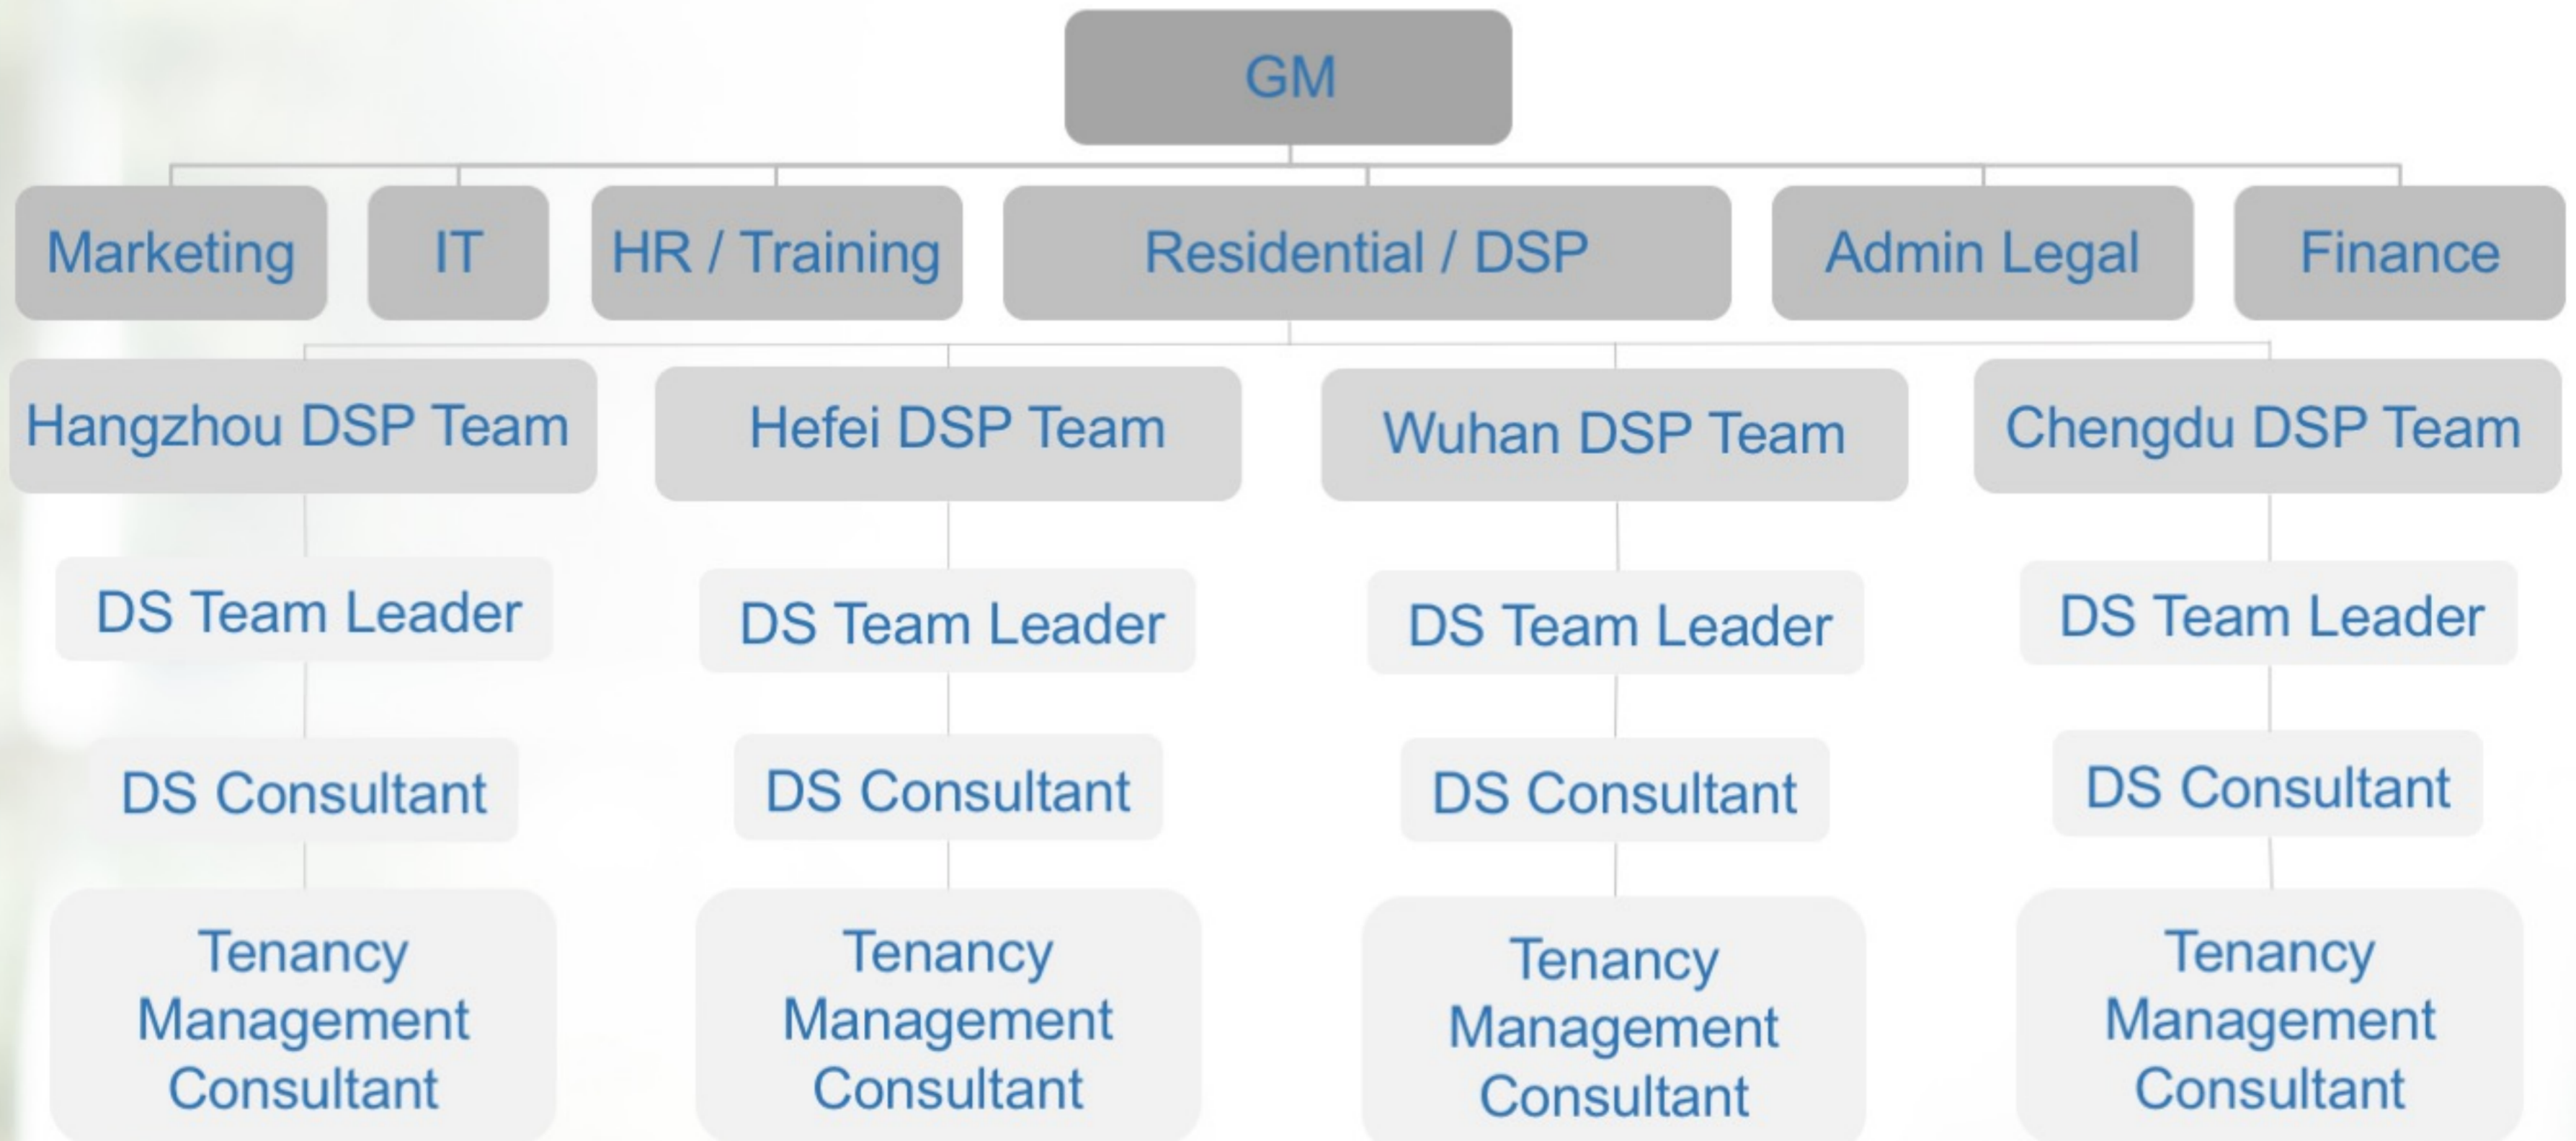 GM
Marketing
IT
HR / Training
Residential / DSP
Admin Legal
Finance
Hangzhou DSP Team
Hefei DSP Team
Wuhan DSP Team
Chengdu DSP Team
DS Team Leader
DS Team Leader
DS Team Leader
DS Team Leader
DS Consultant
DS Consultant
DS Consultant
DS Consultant
Tenancy
Management
Consultant
Tenancy
Management
Consultant
Tenancy
Management
Consultant
Tenancy
Management
Consultant